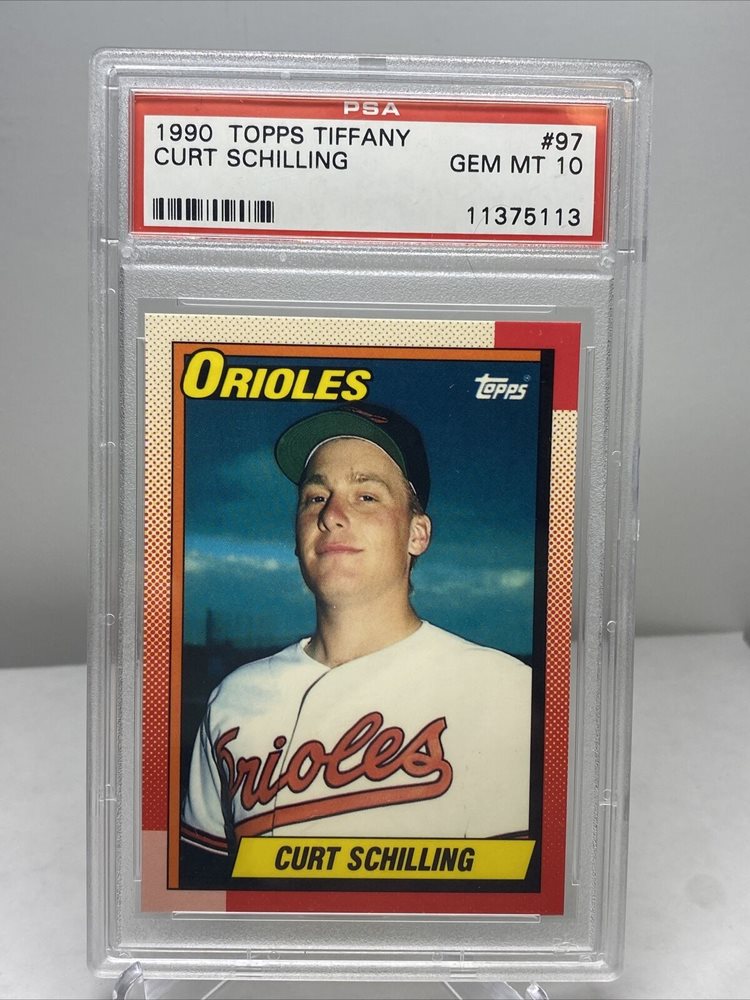 PSA
1990 TOPPS TIFFANY #97
CURT SCHILLING GEM MT 10
11375113
ORIOLES
topps®
Orioles
CURT SCHILLING